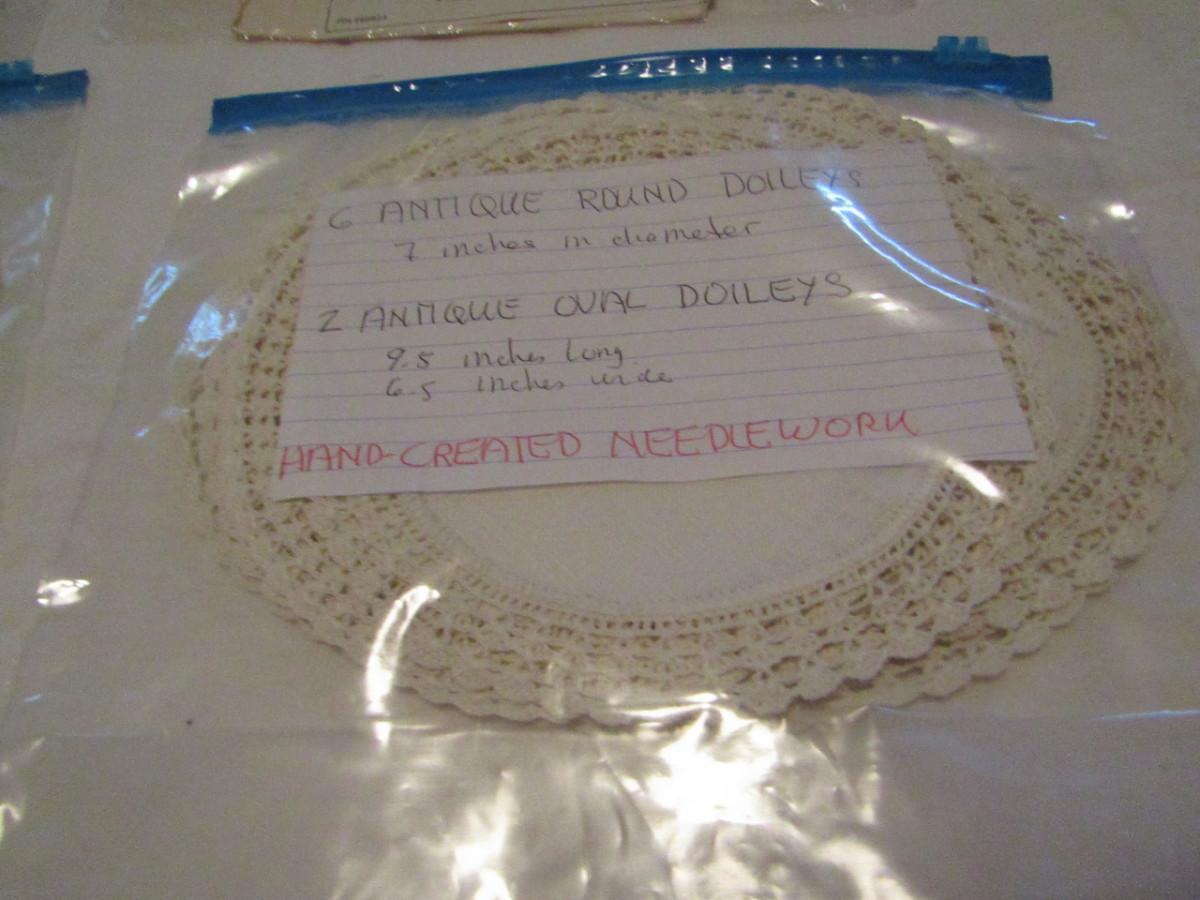 6 ANTIQUE ROUND DOILEYS
7 inches in diameter
2 ANTIQUE OVAL DOILEYS
9.5 inches long
6.5 inches wide
HAND-CREATED NEEDLEWORK